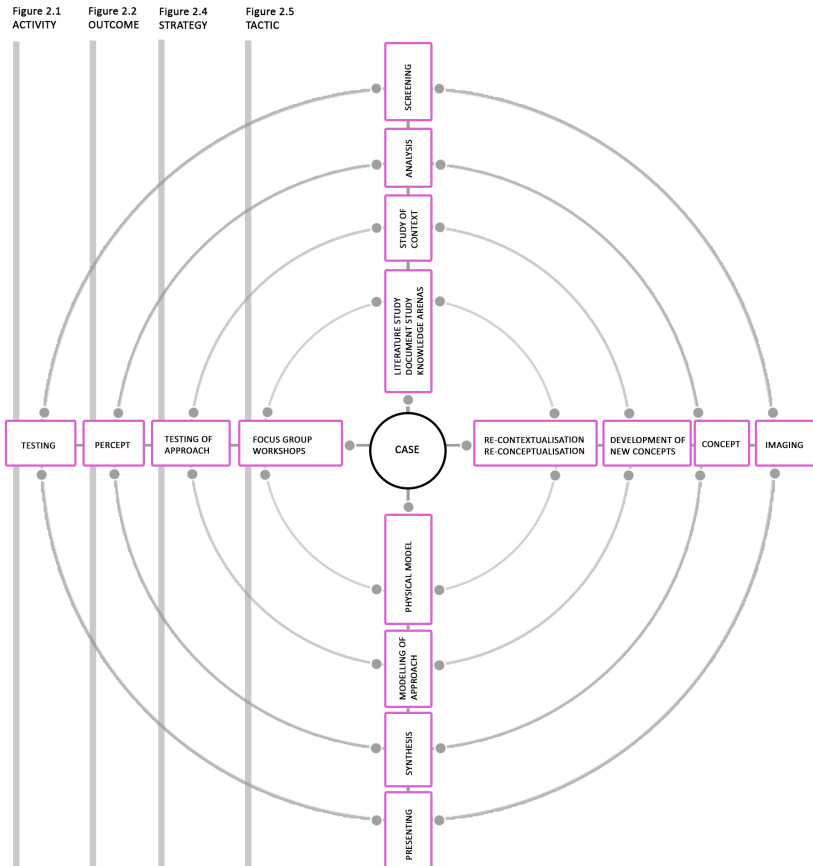 Figure 2.1
ACTIVITY
Figure 2.2
OUTCOME
Figure 2.4
STRATEGY
Figure 2.5
TACTIC
SCREENING
ANALYSIS
STUDY OF
CONTEXT
LITERATURE STUDY
DOCUMENT STUDY
KNOWLEDGE ARENAS
TESTING
PERCEPT
TESTING OF
APPROACH
FOCUS GROUP
WORKSHOPS
CASE
RE-CONTEXTUALISATION
RE-CONCEPTUALISATION
DEVELOPMENT OF
NEW CONCEPTS
CONCEPT
IMAGING
PHYSICAL MODEL
MODELLING OF
APPROACH
SYNTHESIS
PRESENTING